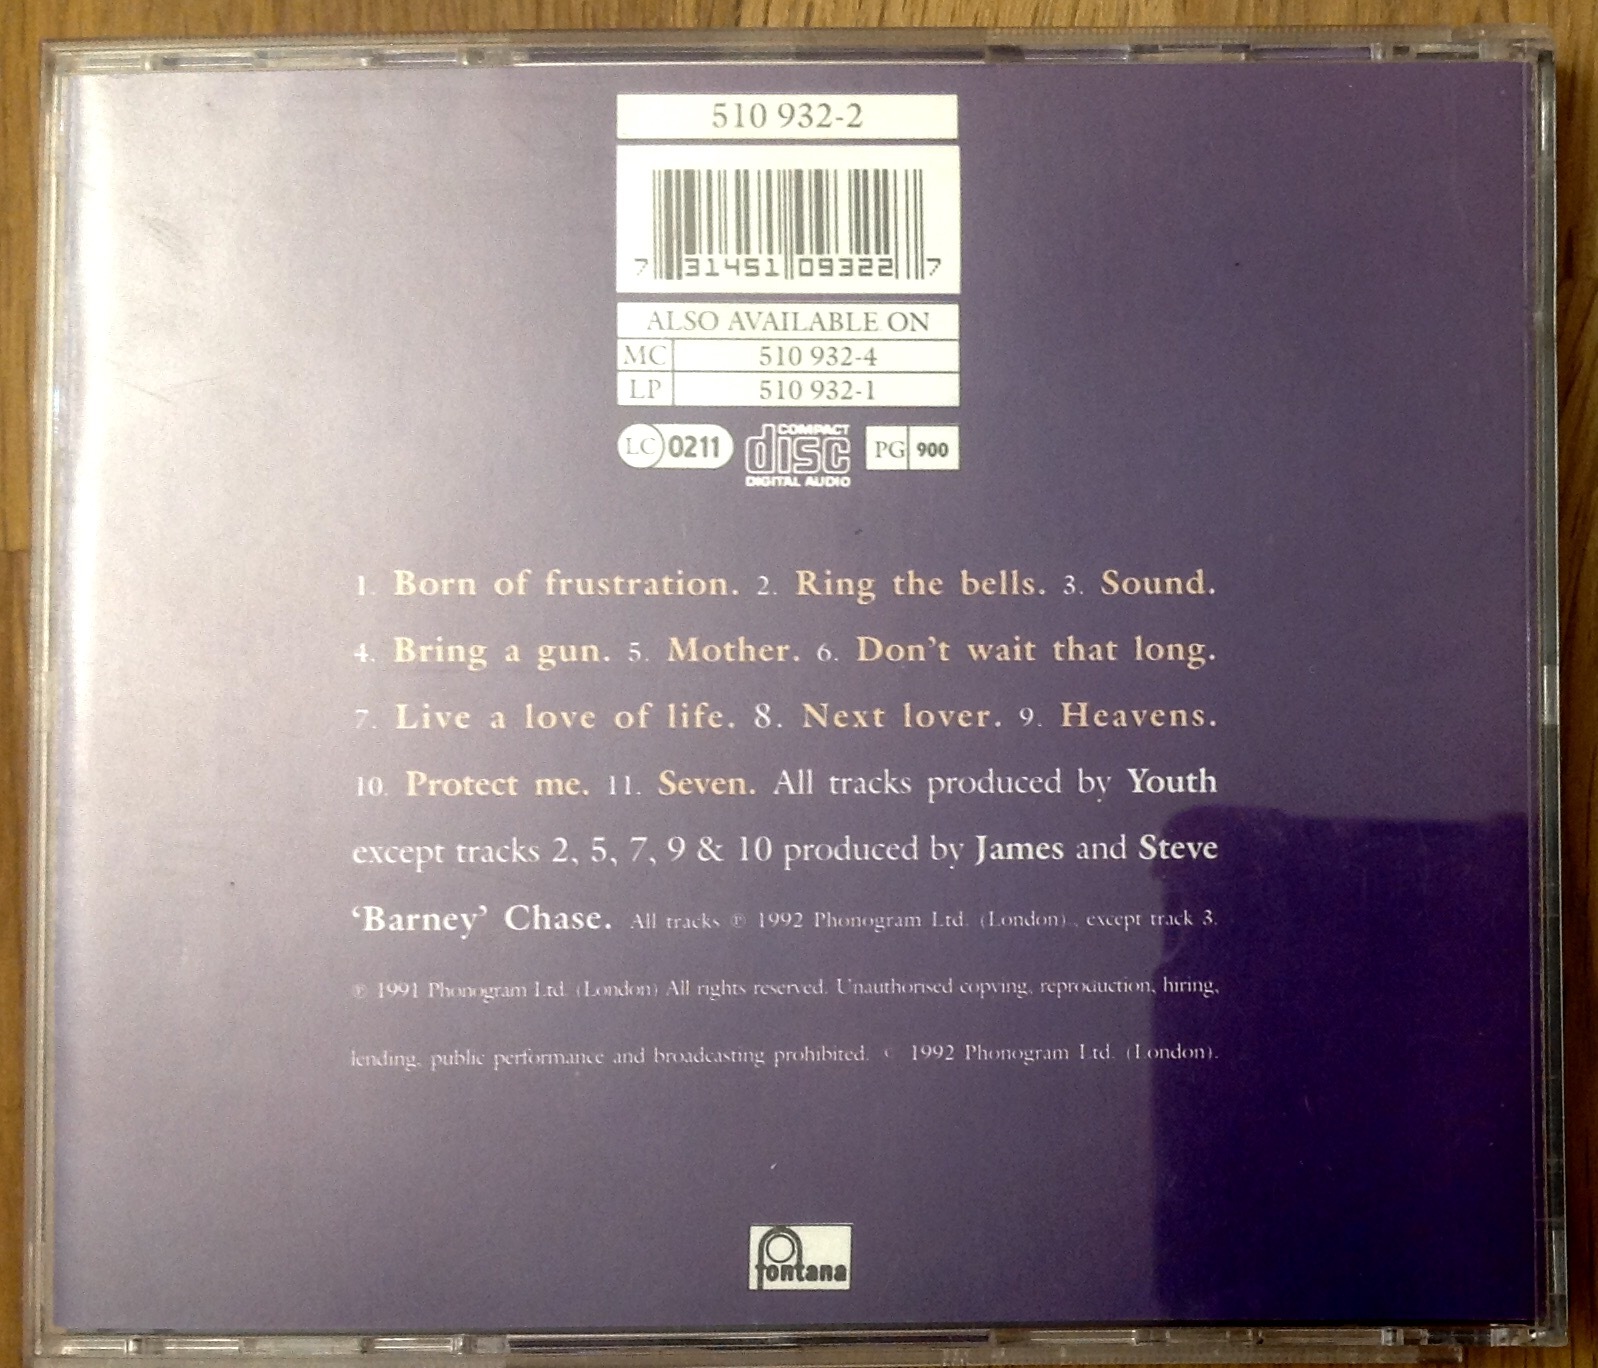 510 932-2
7 31451 09322 7
ALSO AVAILABLE ON
MC 510 932-4
LP 510 932-1
LC 0211 COMPACT disc DIGITAL AUDIO PG 900
1. Born of frustration. 2. Ring the bells. 3. Sound.
4. Bring a gun. 5. Mother. 6. Don't wait that long.
7. Live a love of life. 8. Next lover. 9. Heavens.
10. Protect me. 11. Seven. All tracks produced by Youth
except tracks 2, 5, 7, 9 & 10 produced by James and Steve
‘Barney’ Chase. All tracks ℗ 1992 Phonogram Ltd. (London)., except track 3.
℗ 1991 Phonogram Ltd. (London) All rights reserved. Unauthorised copying, reproduction, hiring,
lending, public performance and broadcasting prohibited. © 1992 Phonogram Ltd. (London).
fontana